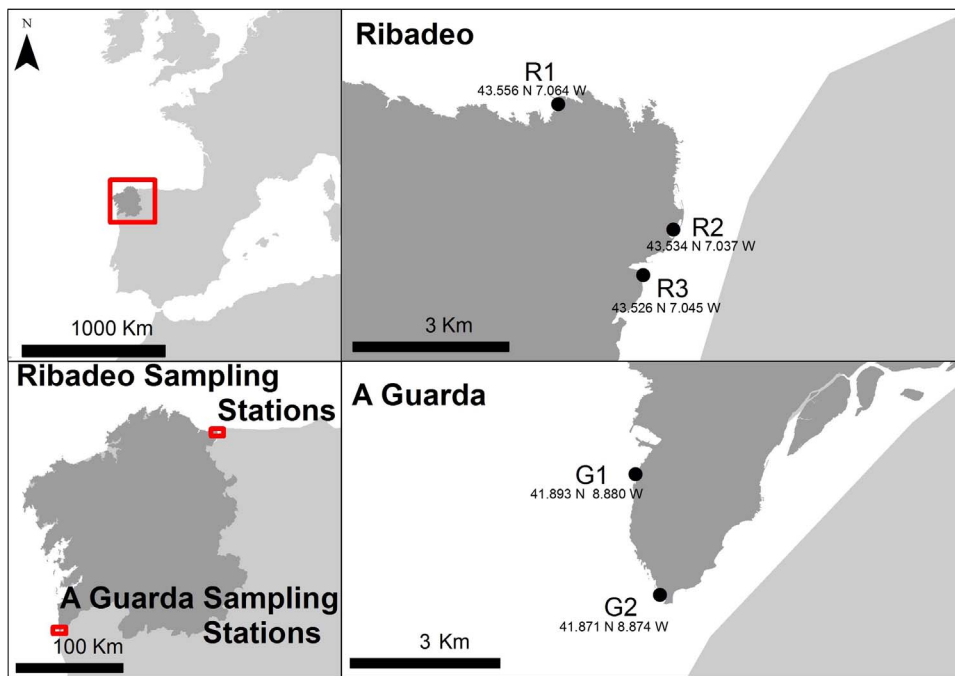 N
1000 Km
Ribadeo
R1
43.556 N 7.064 W
R2
43.534 N 7.037 W
R3
43.526 N 7.045 W
3 Km
Ribadeo Sampling
Stations
A Guarda Sampling
Stations
100 Km
A Guarda
G1
41.893 N 8.880 W
G2
41.871 N 8.874 W
3 Km